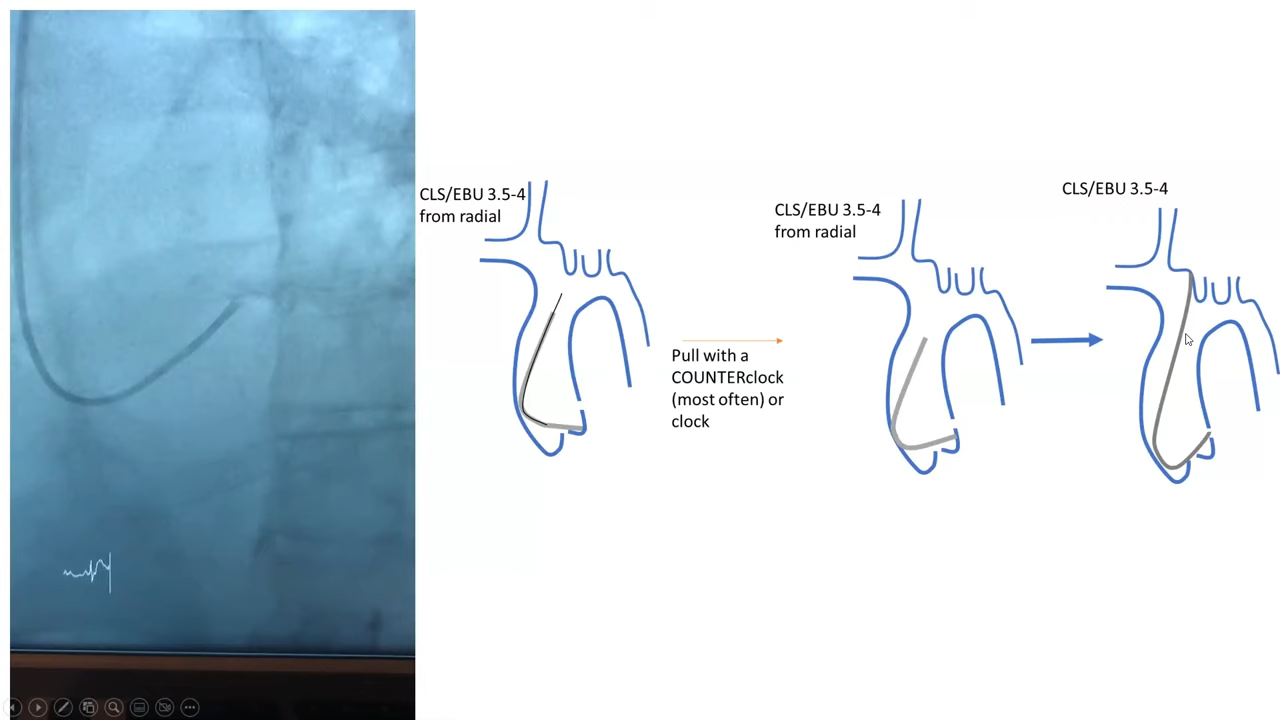 CLS/EBU 3.5-4
from radial
Pull with a
COUNTERclock
(most often) or
clock
CLS/EBU 3.5-4
from radial
CLS/EBU 3.5-4